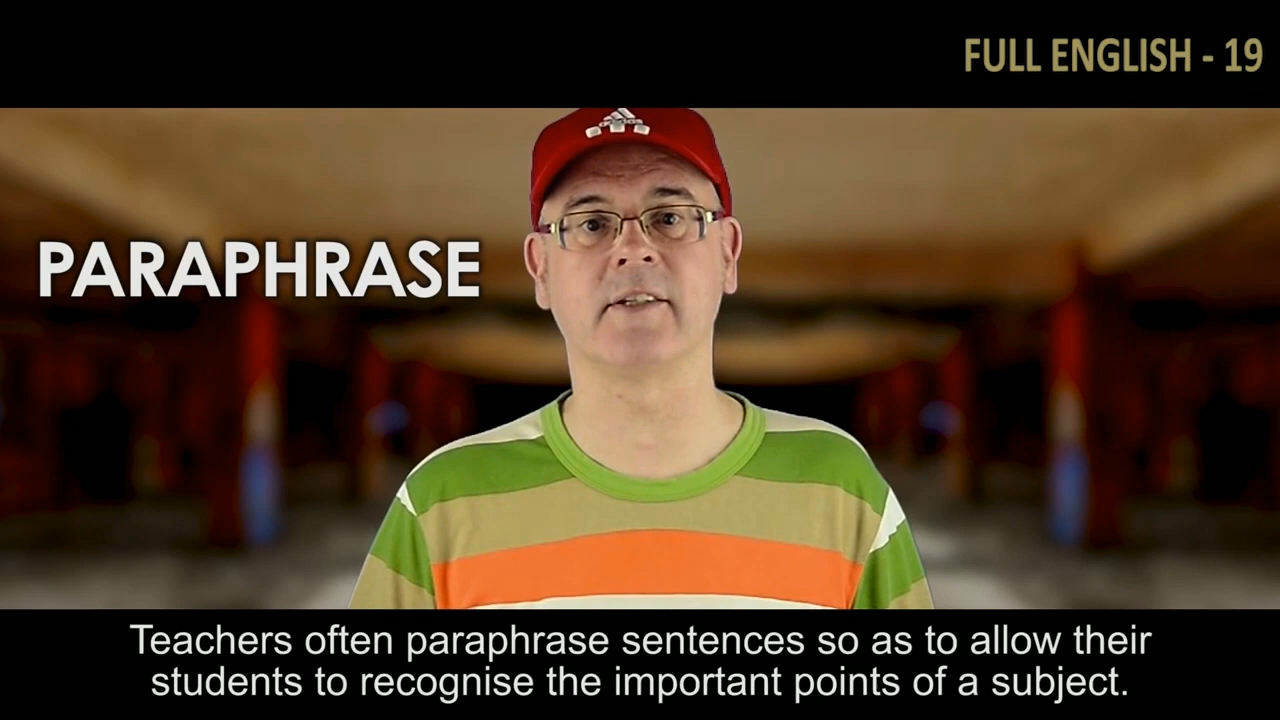 FULL ENGLISH - 19
adidas
PARAPHRASE
Teachers often paraphrase sentences so as to allow their
students to recognise the important points of a subject.